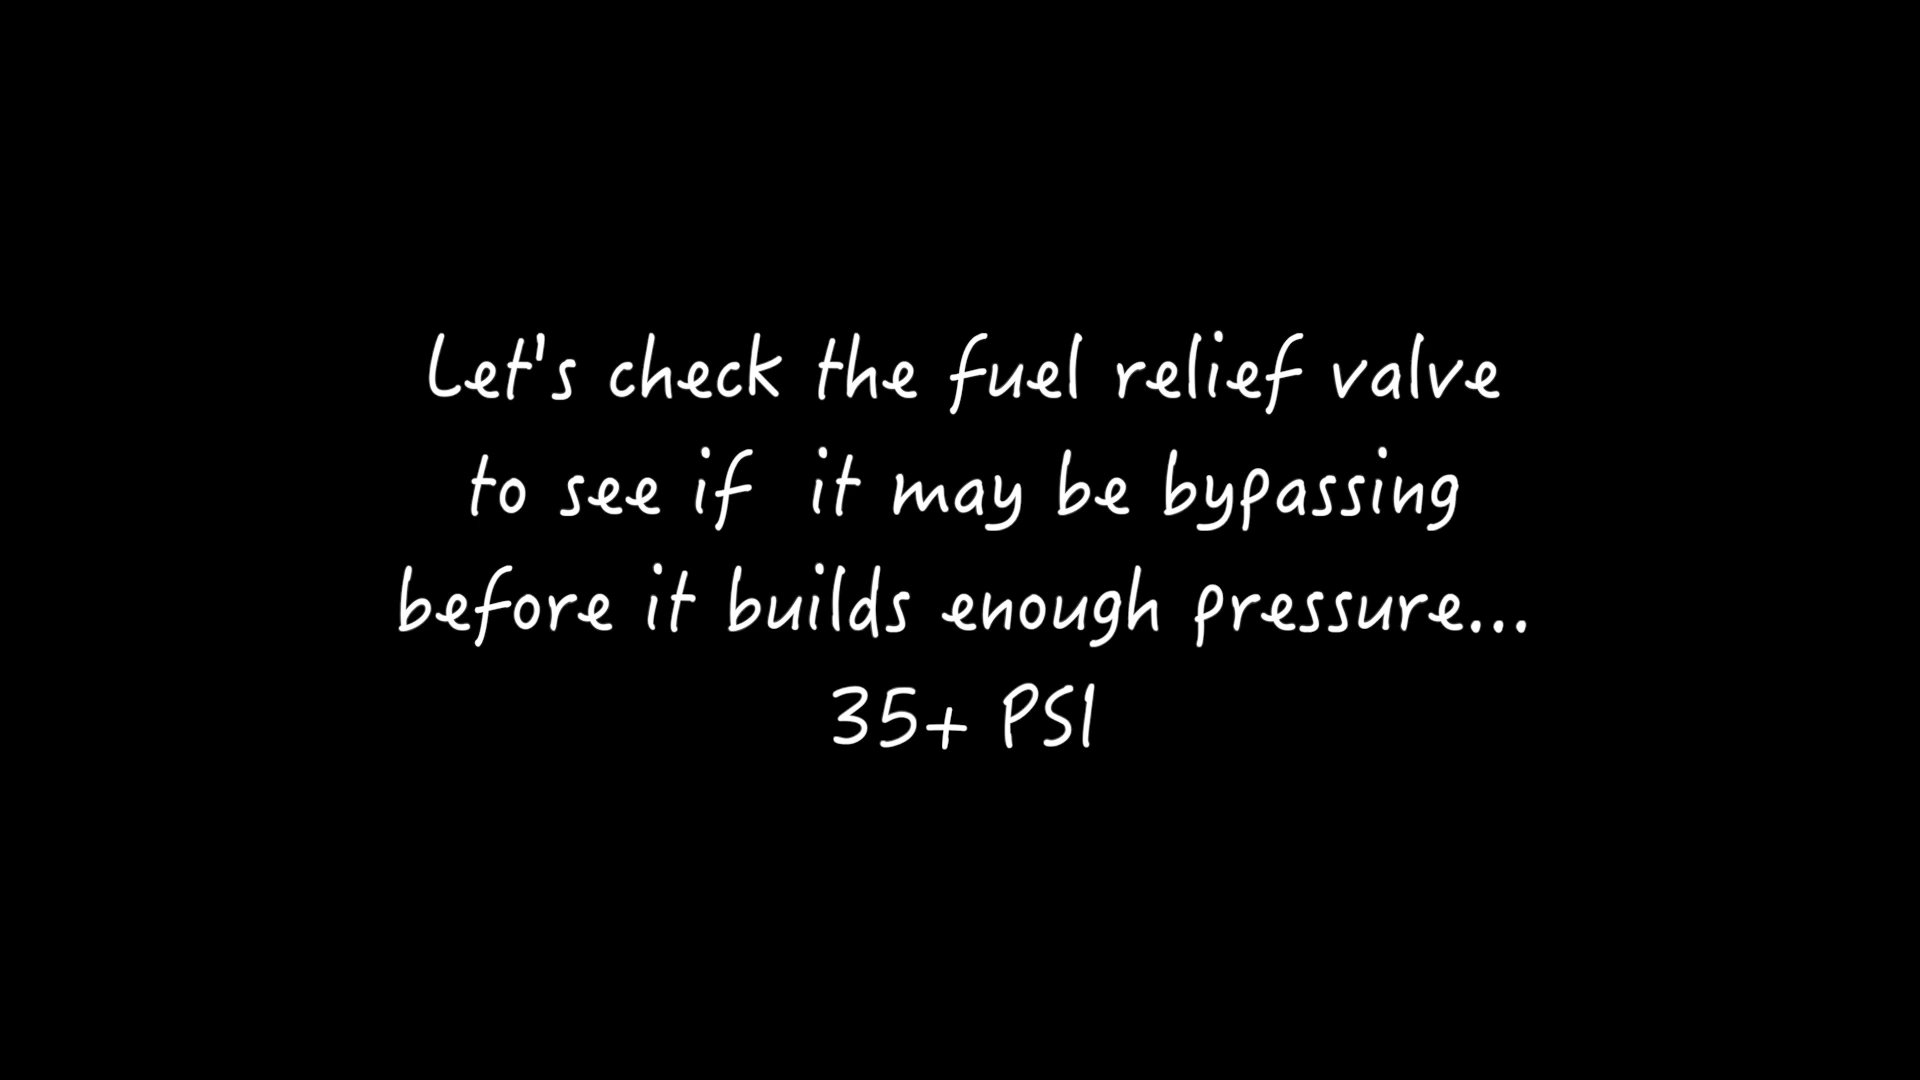 Let's check the fuel relief valve
to see if  it may be bypassing
before it builds enough pressure...
35+ PSI